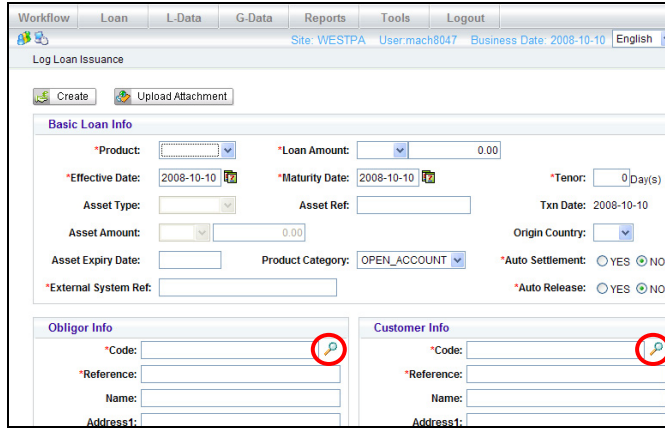 Workflow Loan L-Data G-Data Reports Tools Logout
Site: WESTPA User:mach8047 Business Date: 2008-10-10 English
Log Loan Issuance
Create Upload Attachment
Basic Loan Info
*Product: *Loan Amount: 0.00
*Effective Date: 2008-10-10 *Maturity Date: 2008-10-10 *Tenor: 0 Day(s)
Asset Type: Asset Ref: Txn Date: 2008-10-10
Asset Amount: 0.00 Origin Country:
Asset Expiry Date: Product Category: OPEN_ACCOUNT *Auto Settlement: YES NO
*External System Ref: *Auto Release: YES NO
Obligor Info Customer Info
*Code: *Code:
*Reference: *Reference:
Name: Name:
Address1: Address1: